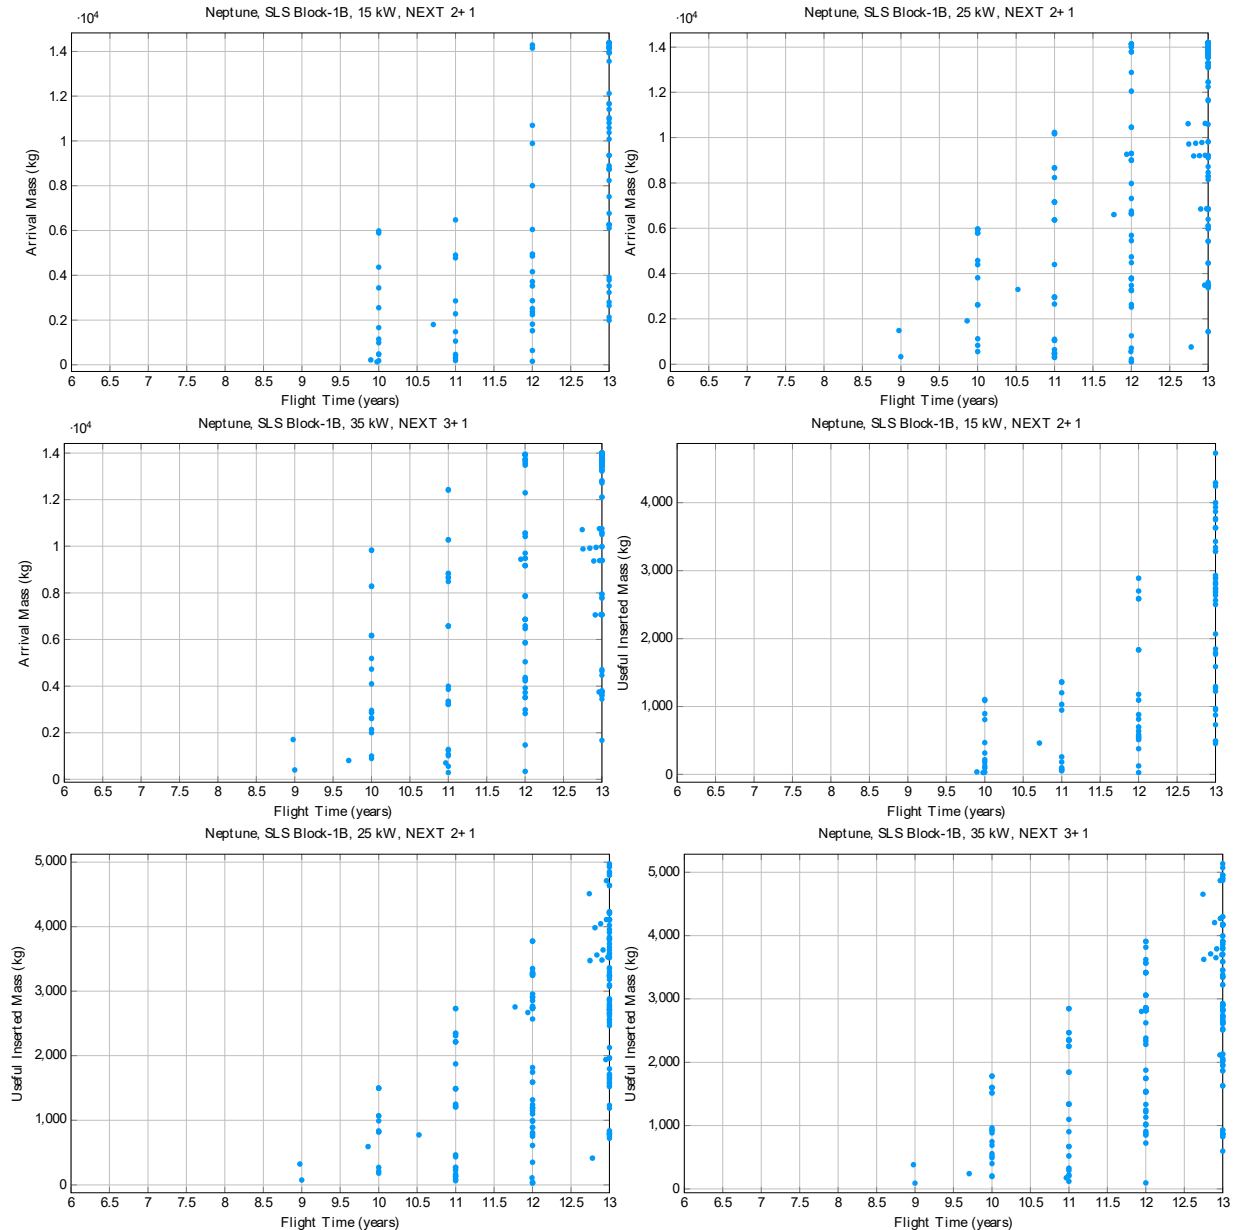 Neptune, SLS Block-1B, 15 kW, NEXT 2+1
·10⁴
1.4
1.2
1
0.8
0.6
0.4
0.2
0
Arrival Mass (kg)
6 6.5 7 7.5 8 8.5 9 9.5 10 10.5 11 11.5 12 12.5 13
Flight Time (years)
Neptune, SLS Block-1B, 25 kW, NEXT 2+1
·10⁴
1.4
1.2
1
0.8
0.6
0.4
0.2
0
Arrival Mass (kg)
6 6.5 7 7.5 8 8.5 9 9.5 10 10.5 11 11.5 12 12.5 13
Flight Time (years)
Neptune, SLS Block-1B, 35 kW, NEXT 3+1
·10⁴
1.4
1.2
1
0.8
0.6
0.4
0.2
0
Arrival Mass (kg)
6 6.5 7 7.5 8 8.5 9 9.5 10 10.5 11 11.5 12 12.5 13
Flight Time (years)
Neptune, SLS Block-1B, 15 kW, NEXT 2+1
4,000
3,000
2,000
1,000
0
Useful Inserted Mass (kg)
6 6.5 7 7.5 8 8.5 9 9.5 10 10.5 11 11.5 12 12.5 13
Flight Time (years)
Neptune, SLS Block-1B, 25 kW, NEXT 2+1
5,000
4,000
3,000
2,000
1,000
0
Useful Inserted Mass (kg)
6 6.5 7 7.5 8 8.5 9 9.5 10 10.5 11 11.5 12 12.5 13
Flight Time (years)
Neptune, SLS Block-1B, 35 kW, NEXT 3+1
5,000
4,000
3,000
2,000
1,000
0
Useful Inserted Mass (kg)
6 6.5 7 7.5 8 8.5 9 9.5 10 10.5 11 11.5 12 12.5 13
Flight Time (years)